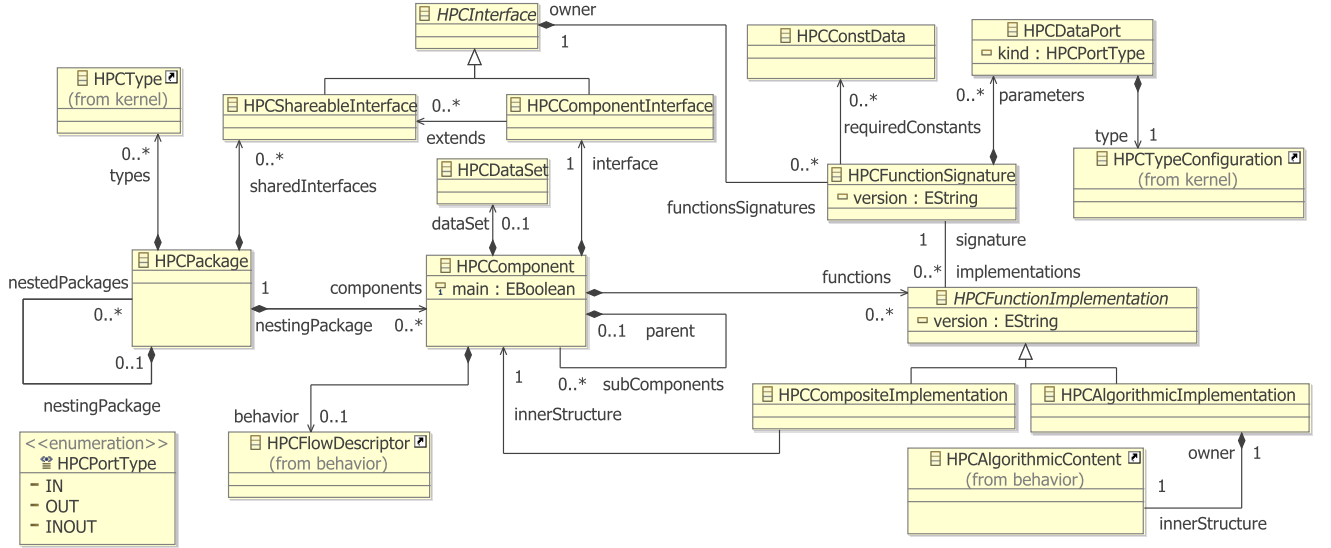 HPCInterface
owner
1
HPCConstData
HPCDataPort
kind : HPCPortType
HPCType
(from kernel)
HPCShareableInterface
0..*
extends
HPCComponentInterface
0..*
requiredConstants
0..*
parameters
type
1
HPCTypeConfiguration
(from kernel)
0..*
types
0..*
sharedInterfaces
HPCDataSet
1
interface
0..*
functionsSignatures
HPCFunctionSignature
version : EString
dataSet
0..1
1
signature
0..*
implementations
HPCPackage
nestedPackages
0..*
0..1
nestingPackage
1
nestingPackage
components
0..*
HPCComponent
main : EBoolean
functions
0..*
HPCFunctionImplementation
version : EString
0..1
parent
0..*
subComponents
1
innerStructure
behavior
0..1
HPCFlowDescriptor
(from behavior)
HPCCompositeImplementation
HPCAlgorithmicImplementation
owner
1
HPCAlgorithmicContent
(from behavior)
1
innerStructure
<<enumeration>>
HPCPortType
IN
OUT
INOUT